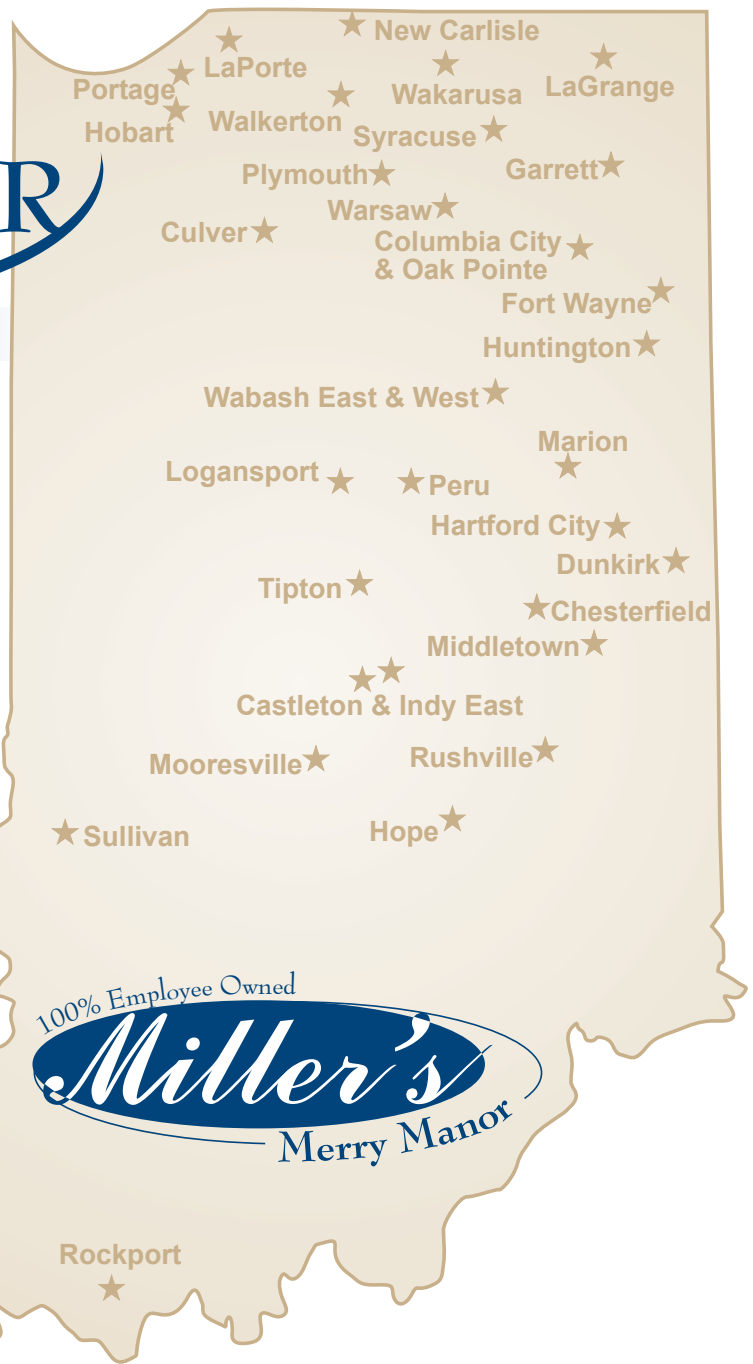 New Carlisle
LaPorte
Portage
Wakarusa
LaGrange
Hobart
Walkerton
Syracuse
R
Plymouth
Garrett
Warsaw
Culver
Columbia City
& Oak Pointe
Fort Wayne
Huntington
Wabash East & West
Marion
Logansport
Peru
Hartford City
Dunkirk
Tipton
Chesterfield
Middletown
Castleton & Indy East
Mooresville
Rushville
Sullivan
Hope
100% Employee Owned
Miller's
Merry Manor
Rockport